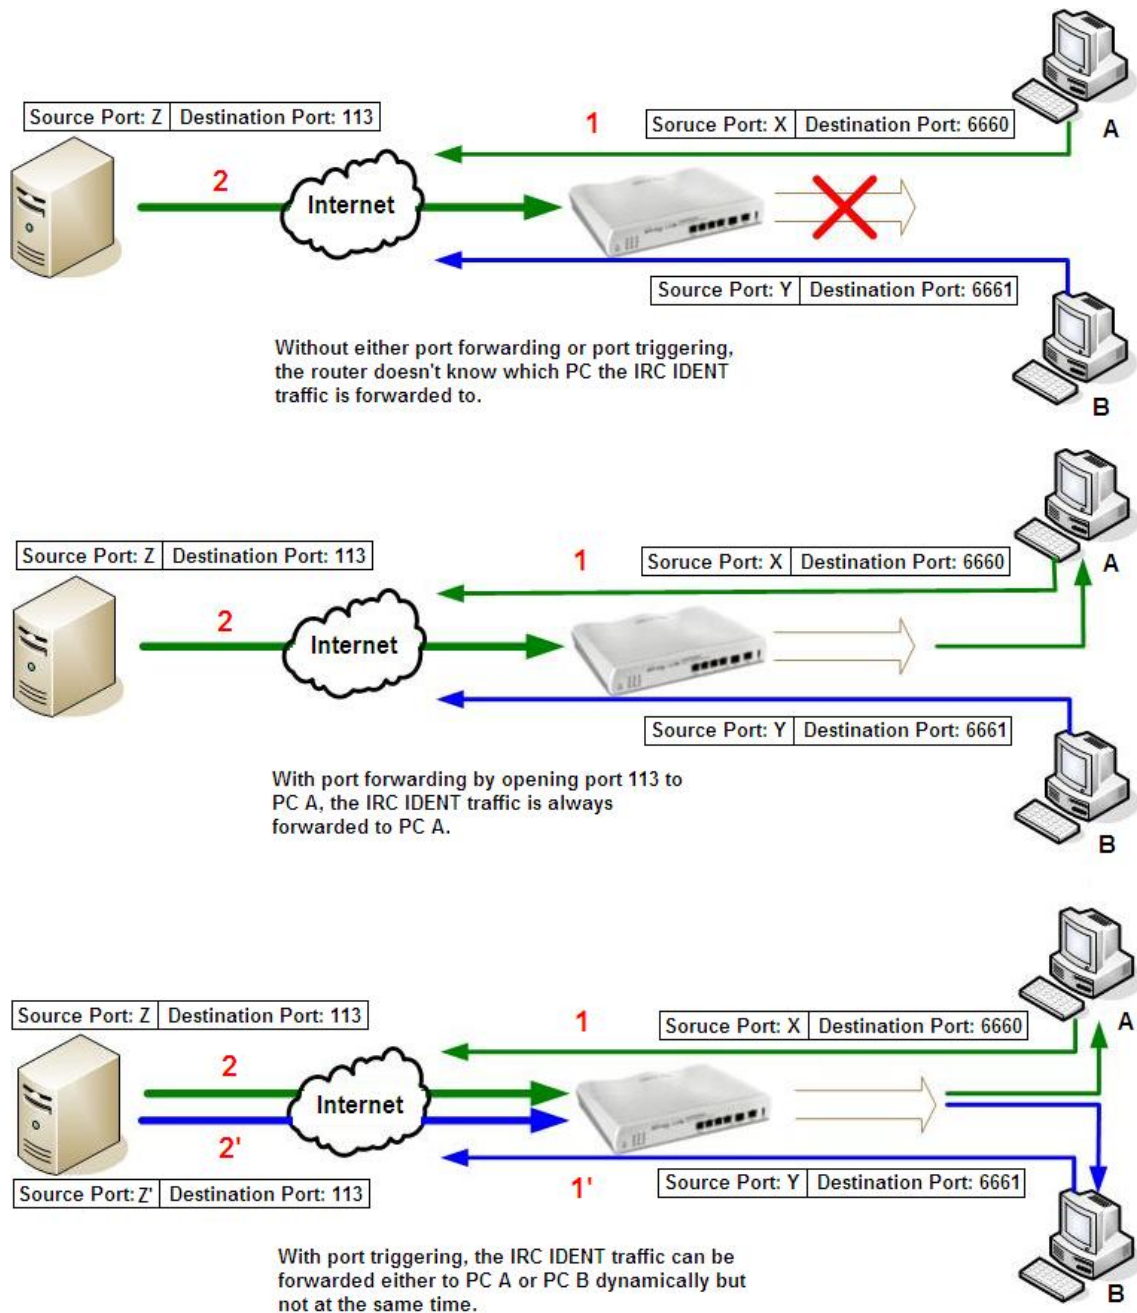 Source Port: Z Destination Port: 113
1
Soruce Port: X Destination Port: 6660
A
2
Internet
Source Port: Y Destination Port: 6661
B
Without either port forwarding or port triggering,
the router doesn't know which PC the IRC IDENT
traffic is forwarded to.
Source Port: Z Destination Port: 113
1
Soruce Port: X Destination Port: 6660
A
2
Internet
Source Port: Y Destination Port: 6661
B
With port forwarding by opening port 113 to
PC A, the IRC IDENT traffic is always
forwarded to PC A.
Source Port: Z Destination Port: 113
1
Soruce Port: X Destination Port: 6660
A
2
Internet
2'
1'
Source Port: Y Destination Port: 6661
Source Port: Z' Destination Port: 113
B
With port triggering, the IRC IDENT traffic can be
forwarded either to PC A or PC B dynamically but
not at the same time.